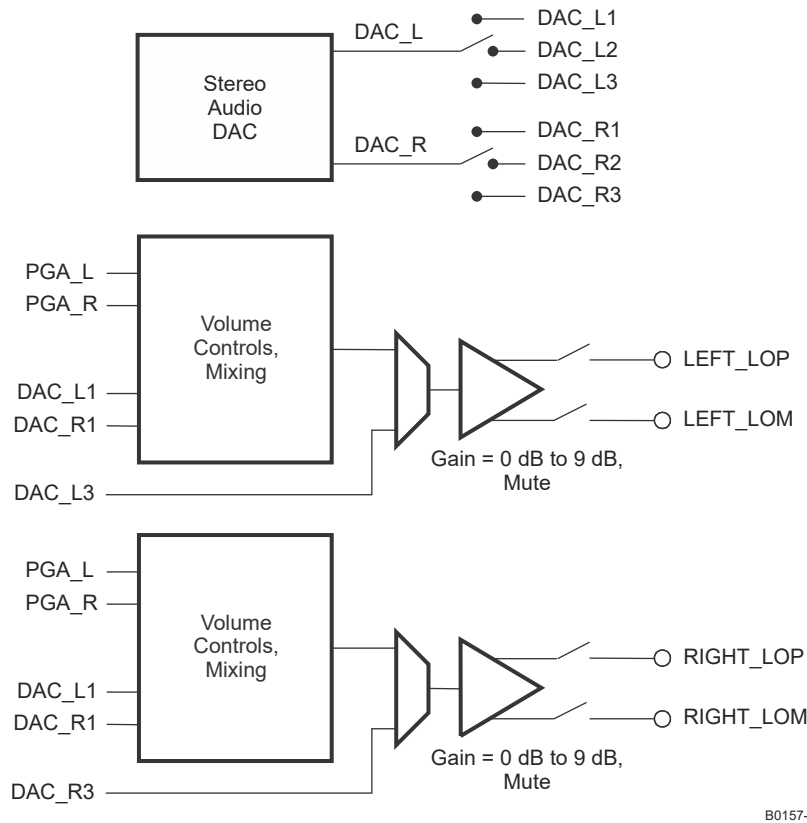 DAC_L1
DAC_L
DAC_L2
Stereo
Audio
DAC
DAC_L3
DAC_R1
DAC_R
DAC_R2
DAC_R3
PGA_L
PGA_R
Volume
Controls,
Mixing
LEFT_LOP
DAC_L1
DAC_R1
LEFT_LOM
Gain = 0 dB to 9 dB,
Mute
DAC_L3
PGA_L
PGA_R
Volume
Controls,
Mixing
RIGHT_LOP
DAC_L1
DAC_R1
RIGHT_LOM
Gain = 0 dB to 9 dB,
Mute
DAC_R3
B0157-